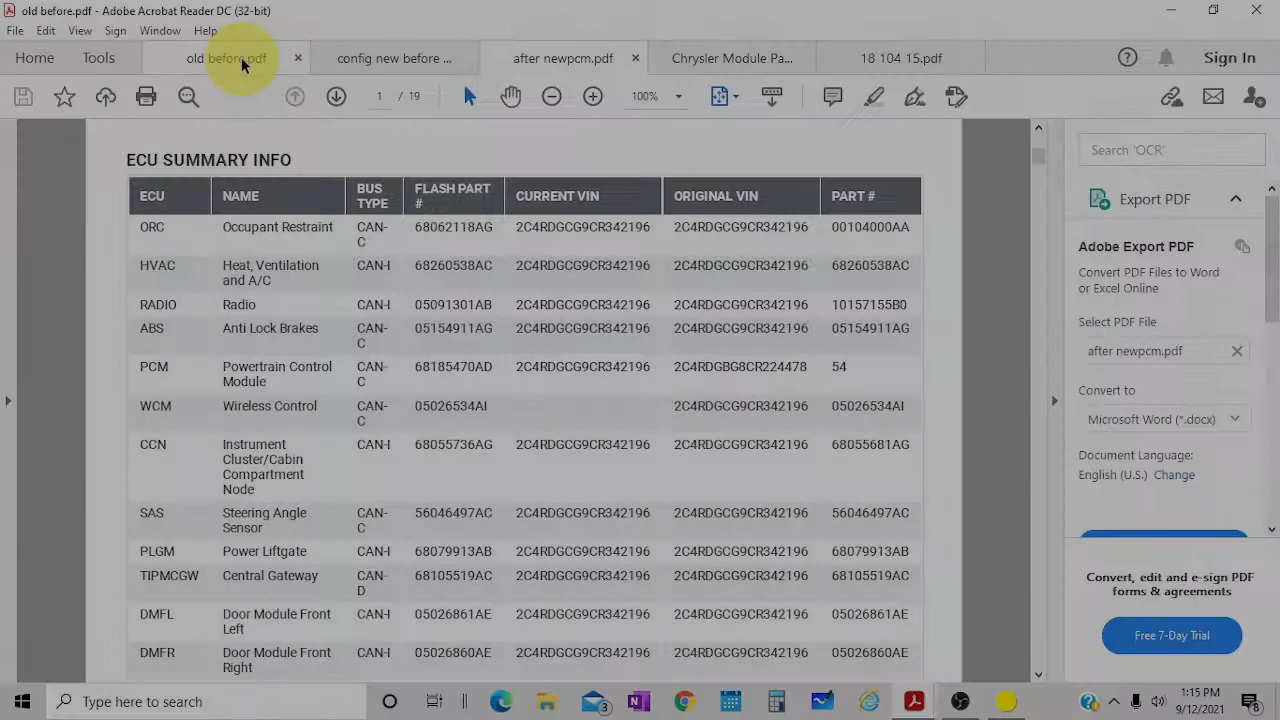 old before.pdf - Adobe Acrobat Reader DC (32-bit)
File Edit View Sign Window Help
Home Tools old before.pdf × config new before ... after newpcm.pdf × Chrysler Module Pa... 18 104 15.pdf Sign In
1 / 19 100%
ECU SUMMARY INFO
ECU NAME BUS TYPE FLASH PART # CURRENT VIN ORIGINAL VIN PART #
ORC Occupant Restraint CAN-C 68062118AG 2C4RDGCG9CR342196 2C4RDGCG9CR342196 00104000AA
HVAC Heat, Ventilation and A/C CAN-I 68260538AC 2C4RDGCG9CR342196 2C4RDGCG9CR342196 68260538AC
RADIO Radio CAN-I 05091301AB 2C4RDGCG9CR342196 2C4RDGCG9CR342196 10157155B0
ABS Anti Lock Brakes CAN-C 05154911AG 2C4RDGCG9CR342196 2C4RDGCG9CR342196 05154911AG
PCM Powertrain Control Module CAN-C 68185470AD 2C4RDGCG9CR342196 2C4RDGBG8CR224478 54
WCM Wireless Control CAN-C 05026534AI 2C4RDGCG9CR342196 05026534AI
CCN Instrument Cluster/Cabin Compartment Node CAN-I 68055736AG 2C4RDGCG9CR342196 2C4RDGCG9CR342196 68055681AG
SAS Steering Angle Sensor CAN-C 56046497AC 2C4RDGCG9CR342196 2C4RDGCG9CR342196 56046497AC
PLGM Power Liftgate CAN-I 68079913AB 2C4RDGCG9CR342196 2C4RDGCG9CR342196 68079913AB
TIPMCGW Central Gateway CAN-D 68105519AC 2C4RDGCG9CR342196 2C4RDGCG9CR342196 68105519AC
DMFL Door Module Front Left CAN-I 05026861AE 2C4RDGCG9CR342196 2C4RDGCG9CR342196 05026861AE
DMFR Door Module Front Right CAN-I 05026860AE 2C4RDGCG9CR342196 2C4RDGCG9CR342196 05026860AE
Search 'OCR'
Export PDF
Adobe Export PDF
Convert PDF Files to Word
or Excel Online
Select PDF File
after newpcm.pdf
Convert to
Microsoft Word (*.docx)
Document Language:
English (U.S.) Change
Convert, edit and e-sign PDF
forms & agreements
Free 7-Day Trial
Type here to search
3
1:15 PM
9/12/2021
8